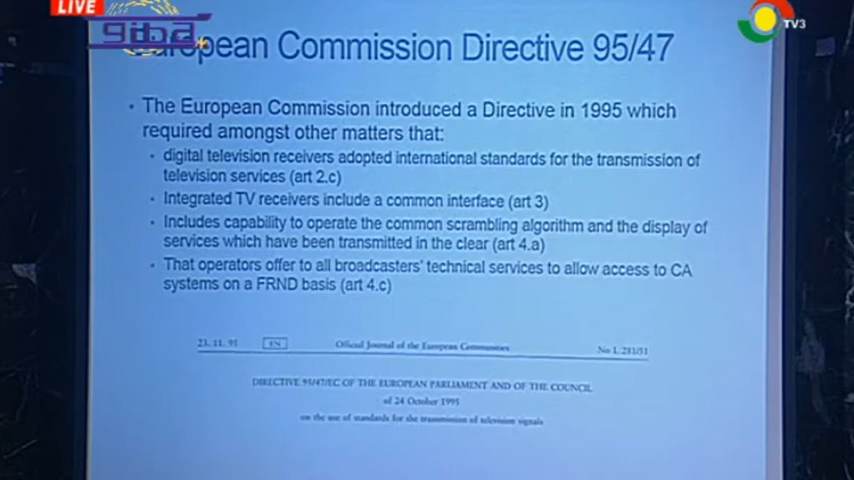 LIVE
giba
TV3
European Commission Directive 95/47
• The European Commission introduced a Directive in 1995 which
required amongst other matters that:
• digital television receivers adopted international standards for the transmission of
television services (art 2.c)
• Integrated TV receivers include a common interface (art 3)
• Includes capability to operate the common scrambling algorithm and the display of
services which have been transmitted in the clear (art 4.a)
• That operators offer to all broadcasters' technical services to allow access to CA
systems on a FRND basis (art 4.c)
23. 11. 95 EN Official Journal of the European Communities No L 281/51
DIRECTIVE 95/47/EC OF THE EUROPEAN PARLIAMENT AND OF THE COUNCIL
of 24 October 1995
on the use of standards for the transmission of television signals